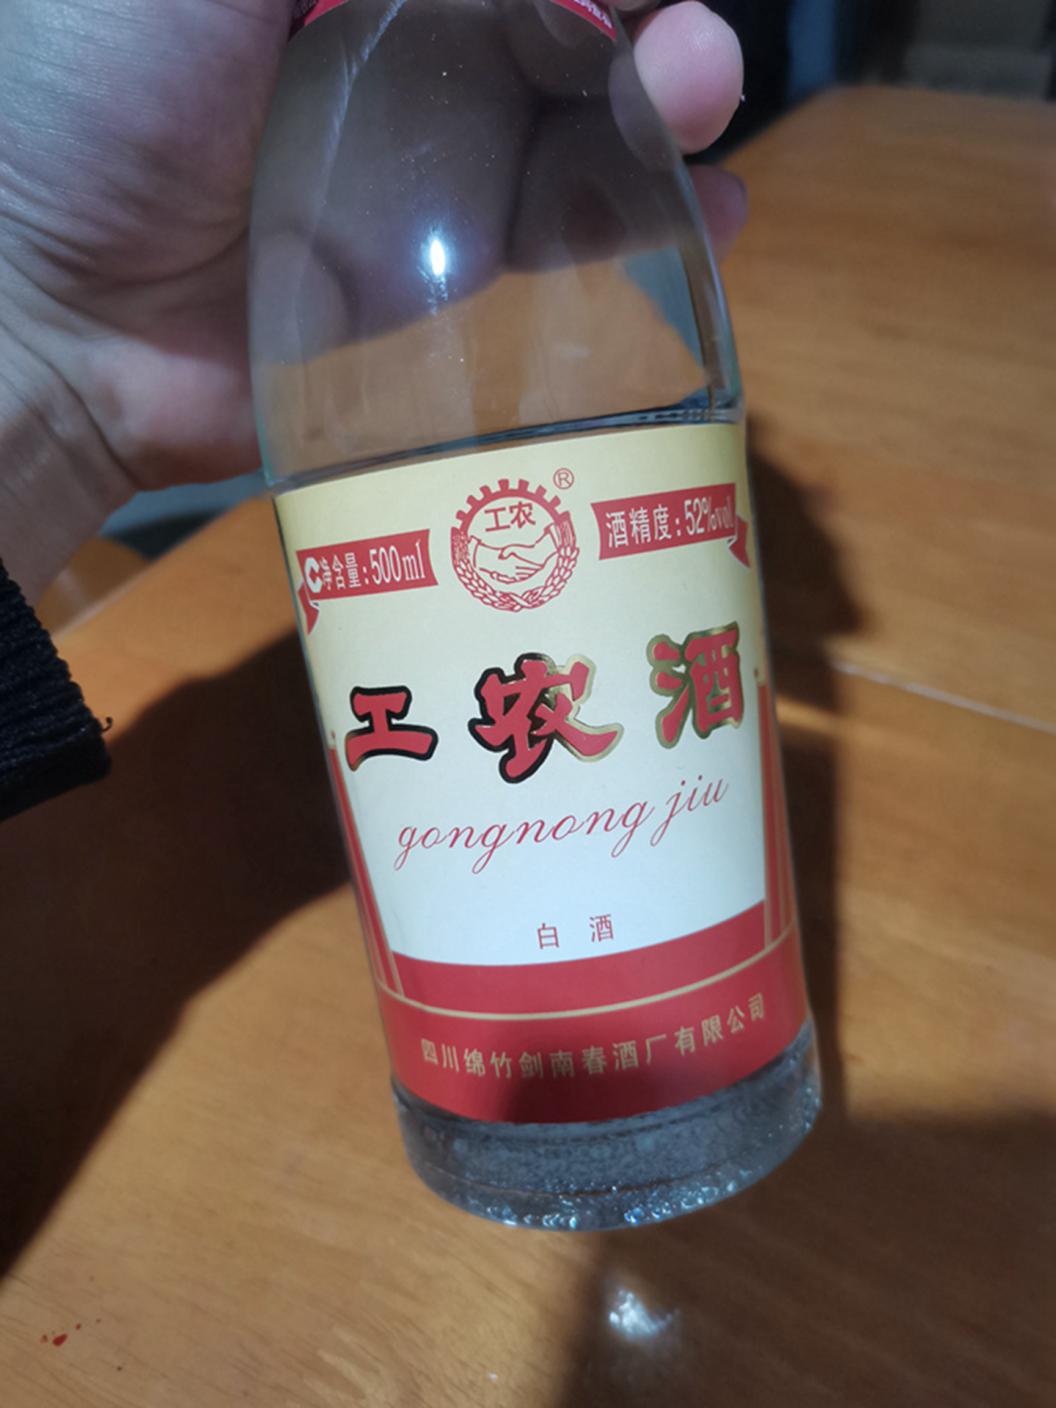 工农
®
C净含量:500ml
酒精度:52%vol
工农酒
gongnong jiu
白酒
四川绵竹剑南春酒厂有限公司